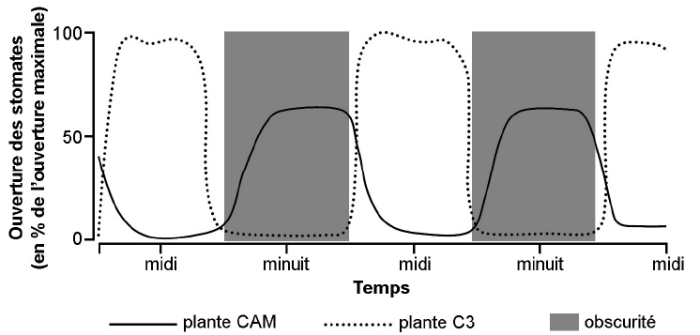 Ouverture des stomates
(en % de l'ouverture maximale)
100
50
0
midi
minuit
midi
minuit
midi
Temps
plante CAM
plante C3
obscurité